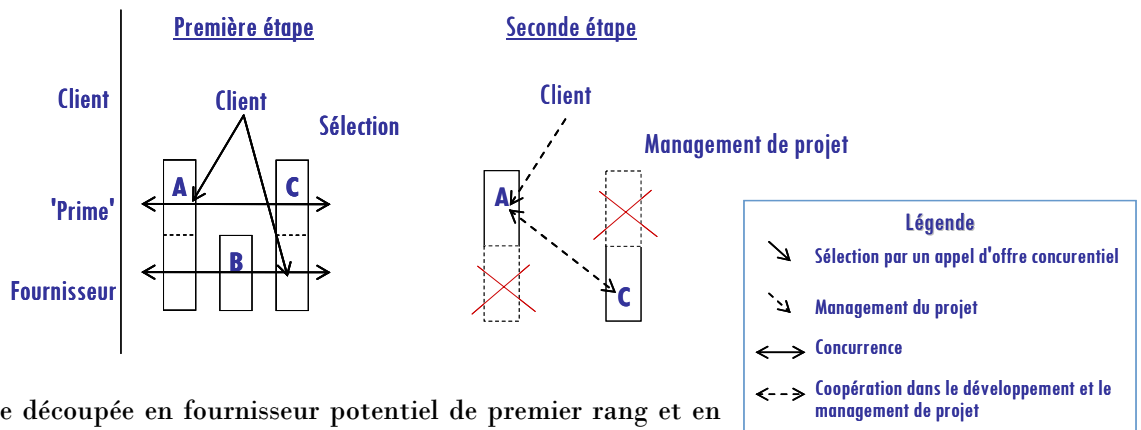 Première étape
Seconde étape
Client
Client
Sélection
Client
Management de projet
A
C
'Prime'
B
Fournisseur
A
C
Légende
Sélection par un appel d'offre concurentiel
Management du projet
Concurrence
Coopération dans le développement et le
management de projet
e découpée en fournisseur potentiel de premier rang et en